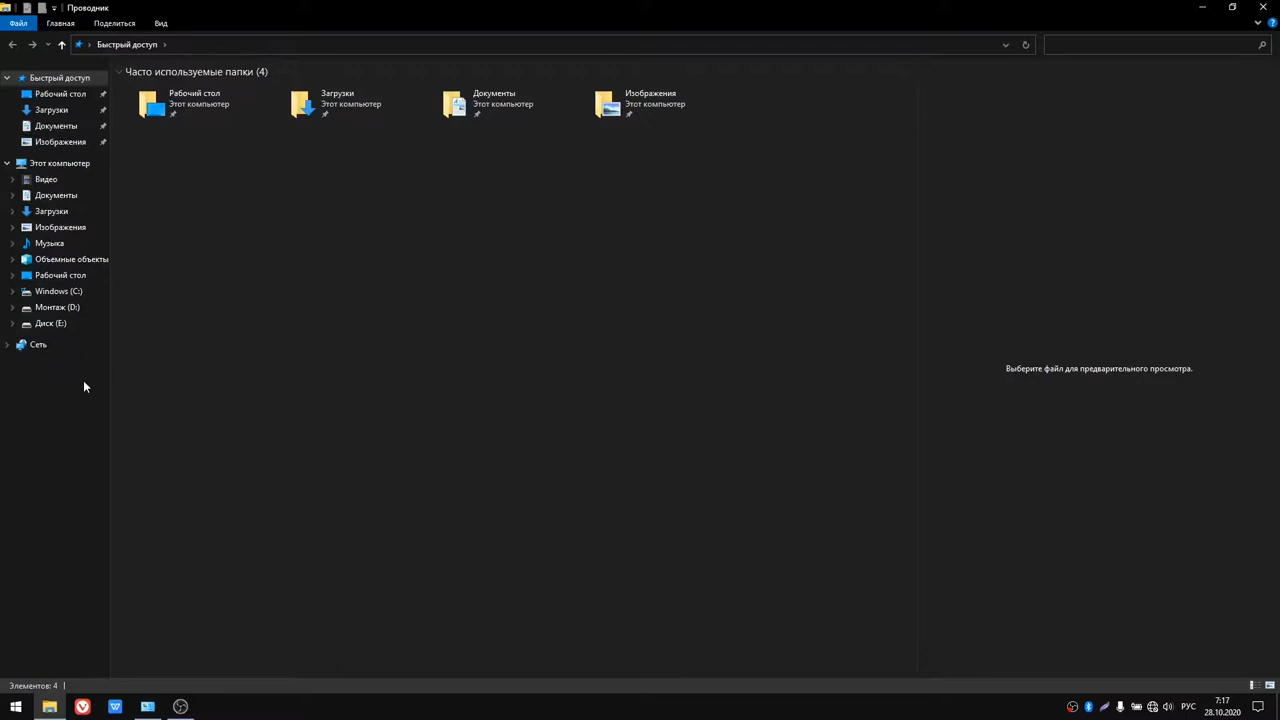 Проводник
Файл
Главная
Поделиться
Вид
Быстрый доступ
Быстрый доступ
Рабочий стол
Загрузки
Документы
Изображения
Этот компьютер
Видео
Документы
Загрузки
Изображения
Музыка
Объемные объекты
Рабочий стол
Windows (C:)
Монтаж (D:)
Диск (E:)
Сеть
Часто используемые папки (4)
Рабочий стол
Этот компьютер
Загрузки
Этот компьютер
Документы
Этот компьютер
Изображения
Этот компьютер
Выберите файл для предварительного просмотра.
Элементов: 4
РУС
7:17
28.10.2020